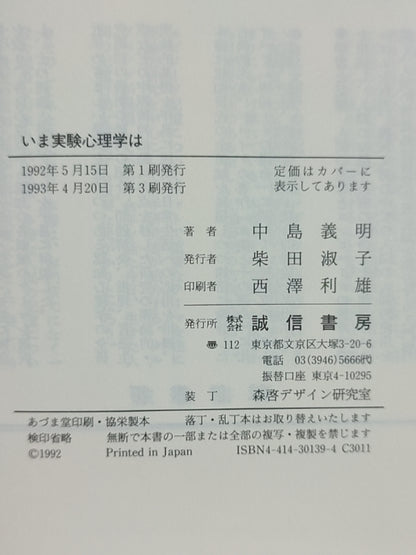 いま実験心理学は
1992年5月15日 第1刷発行 定価はカバーに
1993年4月20日 第3刷発行 表示してあります
著者 中島義明
発行者 柴田淑子
印刷者 西澤利雄
発行所 株式会社 誠信書房
〠 112 東京都文京区大塚3-20-6
電話 03(3946)5666代
振替口座 東京4-10295
装丁 森啓デザイン研究室
あづま堂印刷・協栄製本 落丁・乱丁本はお取り替えいたします
検印省略 無断で本書の一部または全部の複写・複製を禁じます
©1992 Printed in Japan ISBN4-414-30139-4 C3011